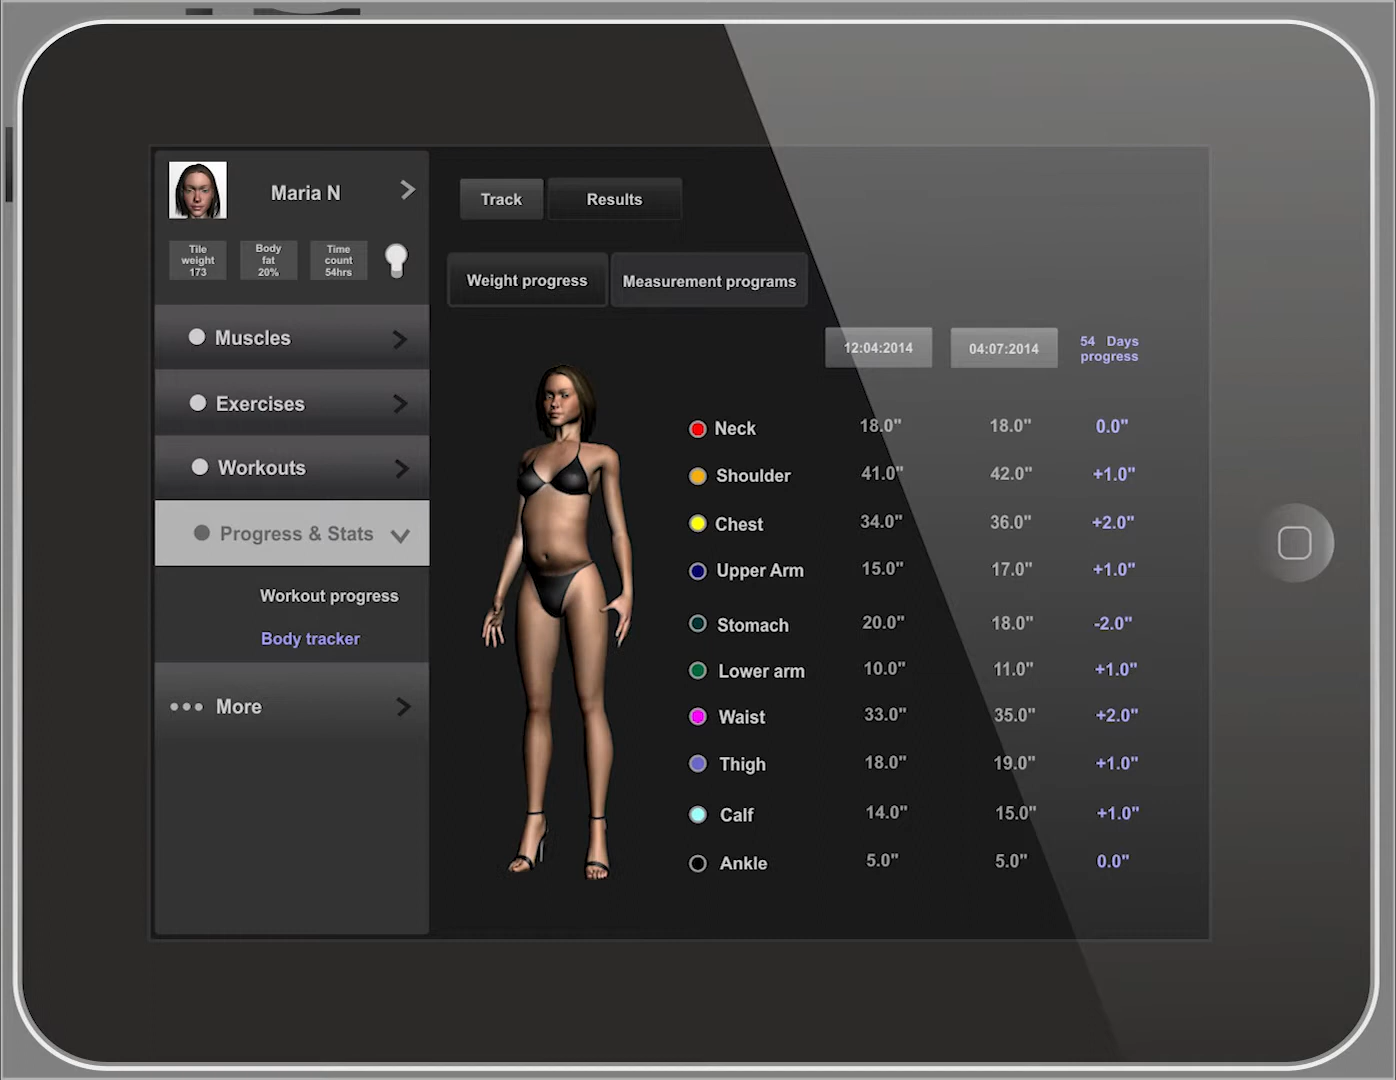 Maria N
Tile
weight
173
Body
fat
20%
Time
count
54hrs
Muscles
Exercises
Workouts
Progress & Stats
Workout progress
Body tracker
More
Track
Results
Weight progress
Measurement programs
12:04:2014
04:07:2014
54 Days
progress
Neck 18.0" 18.0" 0.0"
Shoulder 41.0" 42.0" +1.0"
Chest 34.0" 36.0" +2.0"
Upper Arm 15.0" 17.0" +1.0"
Stomach 20.0" 18.0" -2.0"
Lower arm 10.0" 11.0" +1.0"
Waist 33.0" 35.0" +2.0"
Thigh 18.0" 19.0" +1.0"
Calf 14.0" 15.0" +1.0"
Ankle 5.0" 5.0" 0.0"